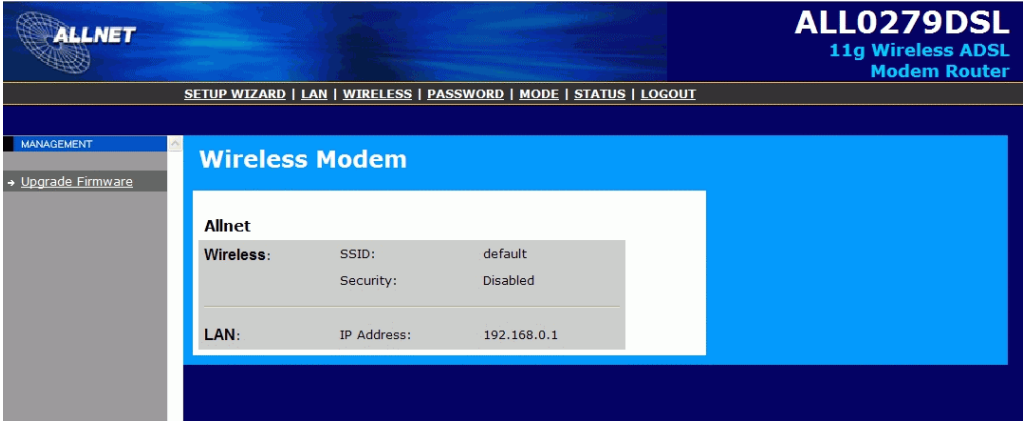 ALLNET
ALL0279DSL
11g Wireless ADSL
Modem Router
SETUP WIZARD | LAN | WIRELESS | PASSWORD | MODE | STATUS | LOGOUT
MANAGEMENT
Upgrade Firmware
Wireless Modem
Allnet
Wireless: SSID: default
Security: Disabled
LAN: IP Address: 192.168.0.1